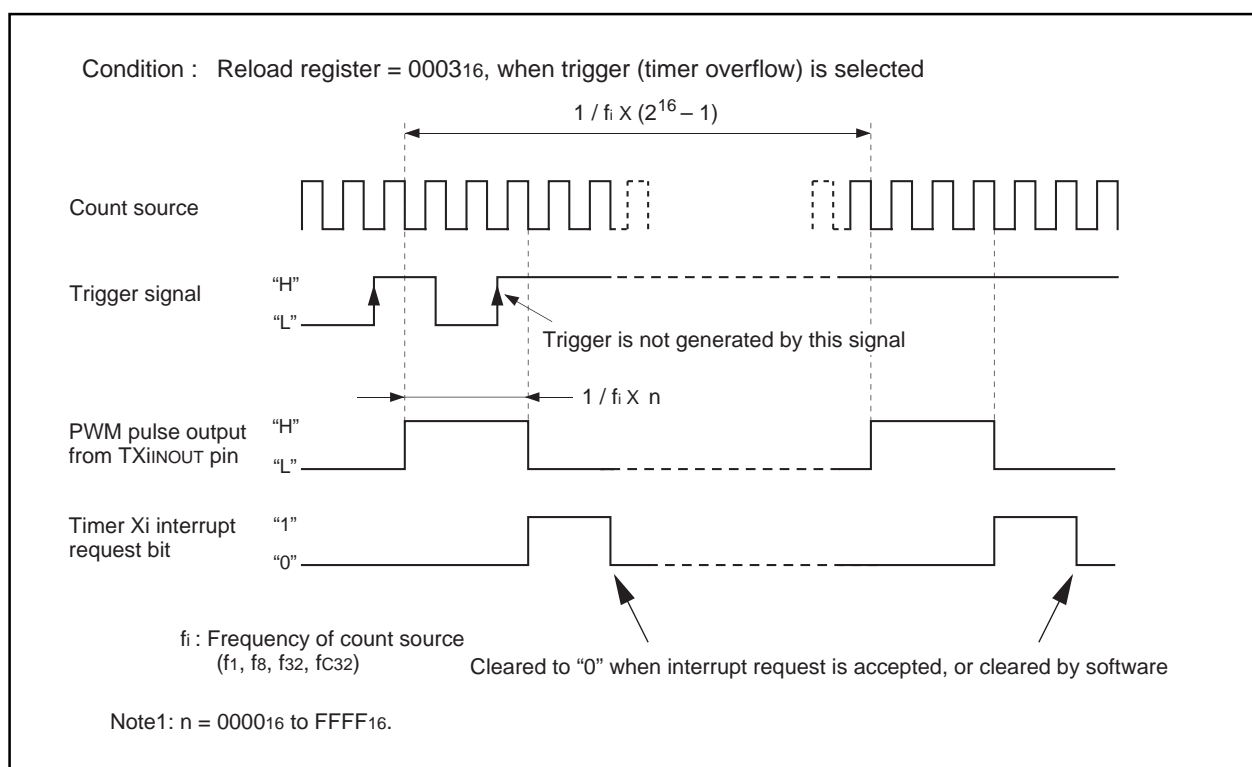 Condition : Reload register = 000316, when trigger (timer overflow) is selected
1 / fi X (2^16 – 1)
Count source
Trigger signal
“H”
“L”
Trigger is not generated by this signal
1 / fi X n
PWM pulse output
from TXiINOUT pin
“H”
“L”
Timer Xi interrupt
request bit
“1”
“0”
fi : Frequency of count source
(f1, f8, f32, fC32)
Cleared to “0” when interrupt request is accepted, or cleared by software
Note1: n = 000016 to FFFF16.